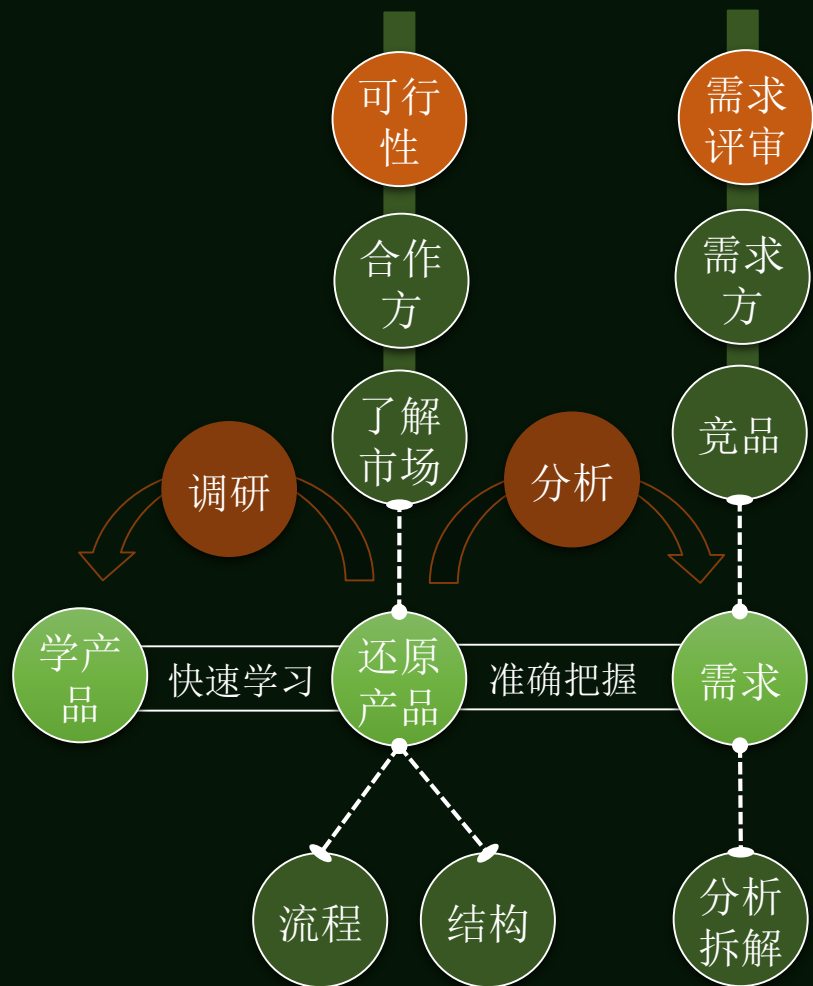 可行
性
需求
评审
合作
方
需求
方
了解
市场
竞品
调研
分析
学产
品
快速学习
还原
产品
准确把握
需求
流程
结构
分析
拆解